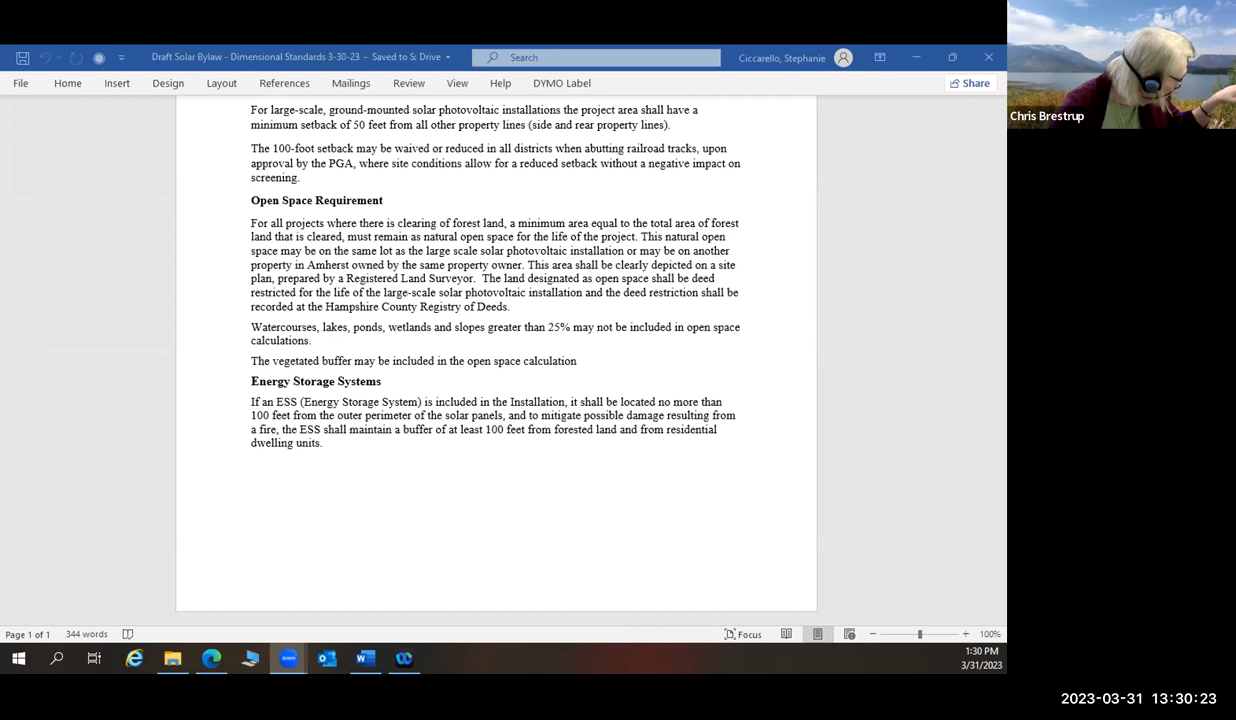 Draft Solar Bylaw - Dimensional Standards 3-30-23 - Saved to S: Drive
Search
Ciccarello, Stephanie
File Home Insert Design Layout References Mailings Review View Help DYMO Label Share
For large-scale, ground-mounted solar photovoltaic installations the project area shall have a
minimum setback of 50 feet from all other property lines (side and rear property lines).
The 100-foot setback may be waived or reduced in all districts when abutting railroad tracks, upon
approval by the PGA, where site conditions allow for a reduced setback without a negative impact on
screening.
Open Space Requirement
For all projects where there is clearing of forest land, a minimum area equal to the total area of forest
land that is cleared, must remain as natural open space for the life of the project. This natural open
space may be on the same lot as the large scale solar photovoltaic installation or may be on another
property in Amherst owned by the same property owner. This area shall be clearly depicted on a site
plan, prepared by a Registered Land Surveyor. The land designated as open space shall be deed
restricted for the life of the large-scale solar photovoltaic installation and the deed restriction shall be
recorded at the Hampshire County Registry of Deeds.
Watercourses, lakes, ponds, wetlands and slopes greater than 25% may not be included in open space
calculations.
The vegetated buffer may be included in the open space calculation
Energy Storage Systems
If an ESS (Energy Storage System) is included in the Installation, it shall be located no more than
100 feet from the outer perimeter of the solar panels, and to mitigate possible damage resulting from
a fire, the ESS shall maintain a buffer of at least 100 feet from forested land and from residential
dwelling units.
Page 1 of 1 344 words Focus 100%
zoom
1:30 PM
3/31/2023
Chris Brestrup
2023-03-31 13:30:23